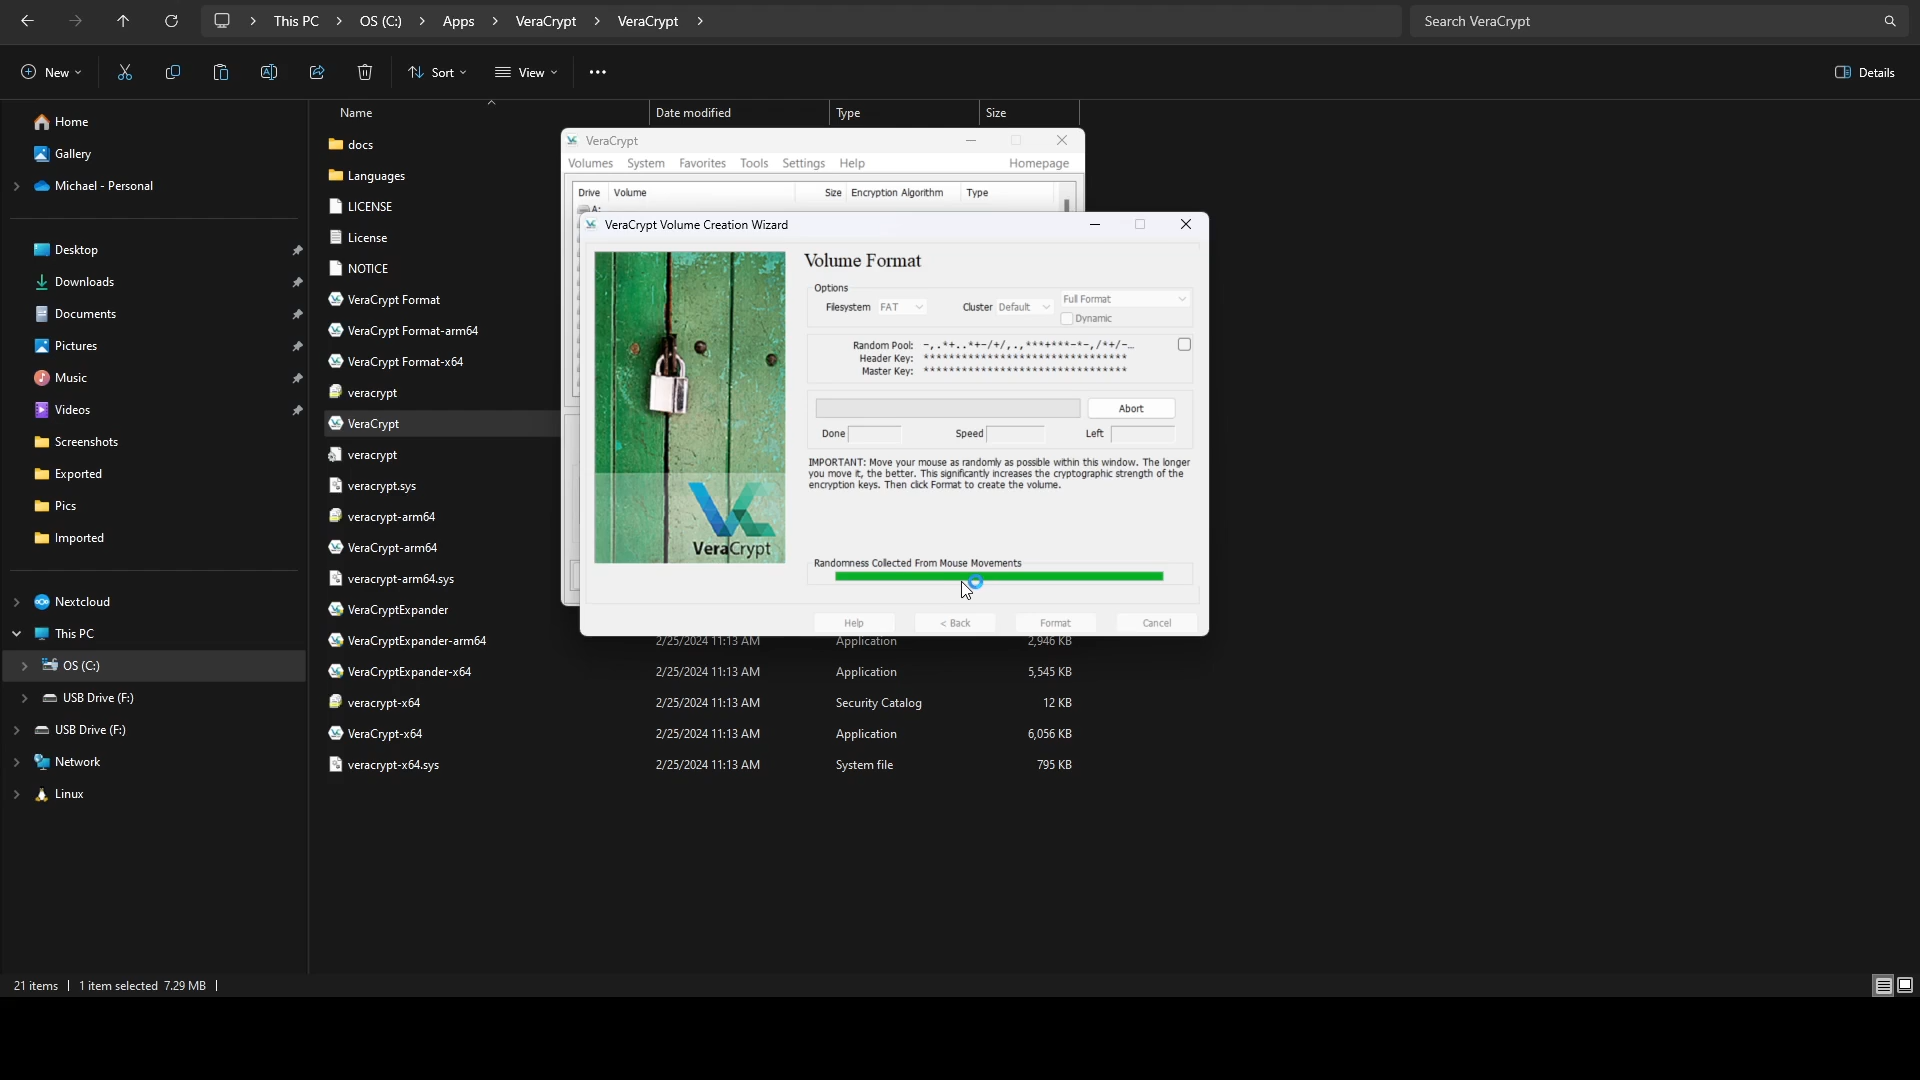 This PC > OS (C:) > Apps > VeraCrypt > VeraCrypt >
Search VeraCrypt
New
Sort
View
Details
Home
Gallery
Michael - Personal
Desktop
Downloads
Documents
Pictures
Music
Videos
Screenshots
Exported
Pics
Imported
Nextcloud
This PC
OS (C:)
USB Drive (F:)
USB Drive (F:)
Network
Linux
Name Date modified Type Size
docs
Languages
LICENSE
License
NOTICE
VeraCrypt Format
VeraCrypt Format-arm64
VeraCrypt Format-x64
veracrypt
VeraCrypt
veracrypt
veracrypt.sys
veracrypt-arm64
VeraCrypt-arm64
veracrypt-arm64.sys
VeraCryptExpander
VeraCryptExpander-arm64 2/25/2024 11:13 AM Application 2,946 KB
VeraCryptExpander-x64 2/25/2024 11:13 AM Application 5,545 KB
veracrypt-x64 2/25/2024 11:13 AM Security Catalog 12 KB
VeraCrypt-x64 2/25/2024 11:13 AM Application 6,056 KB
veracrypt-x64.sys 2/25/2024 11:13 AM System file 795 KB
VeraCrypt
Volumes System Favorites Tools Settings Help Homepage
Drive Volume Size Encryption Algorithm Type
A:
VeraCrypt Volume Creation Wizard
VeraCrypt
Volume Format
Options
Filesystem FAT Cluster Default Full Format
Dynamic
Random Pool: -,.*+..*+-/+/,.,***+***-*-,/*+/-...
Header Key: ********************************
Master Key: ********************************
Abort
Done Speed Left
IMPORTANT: Move your mouse as randomly as possible within this window. The longer
you move it, the better. This significantly increases the cryptographic strength of the
encryption keys. Then click Format to create the volume.
Randomness Collected From Mouse Movements
Help < Back Format Cancel
21 items | 1 item selected 7.29 MB |